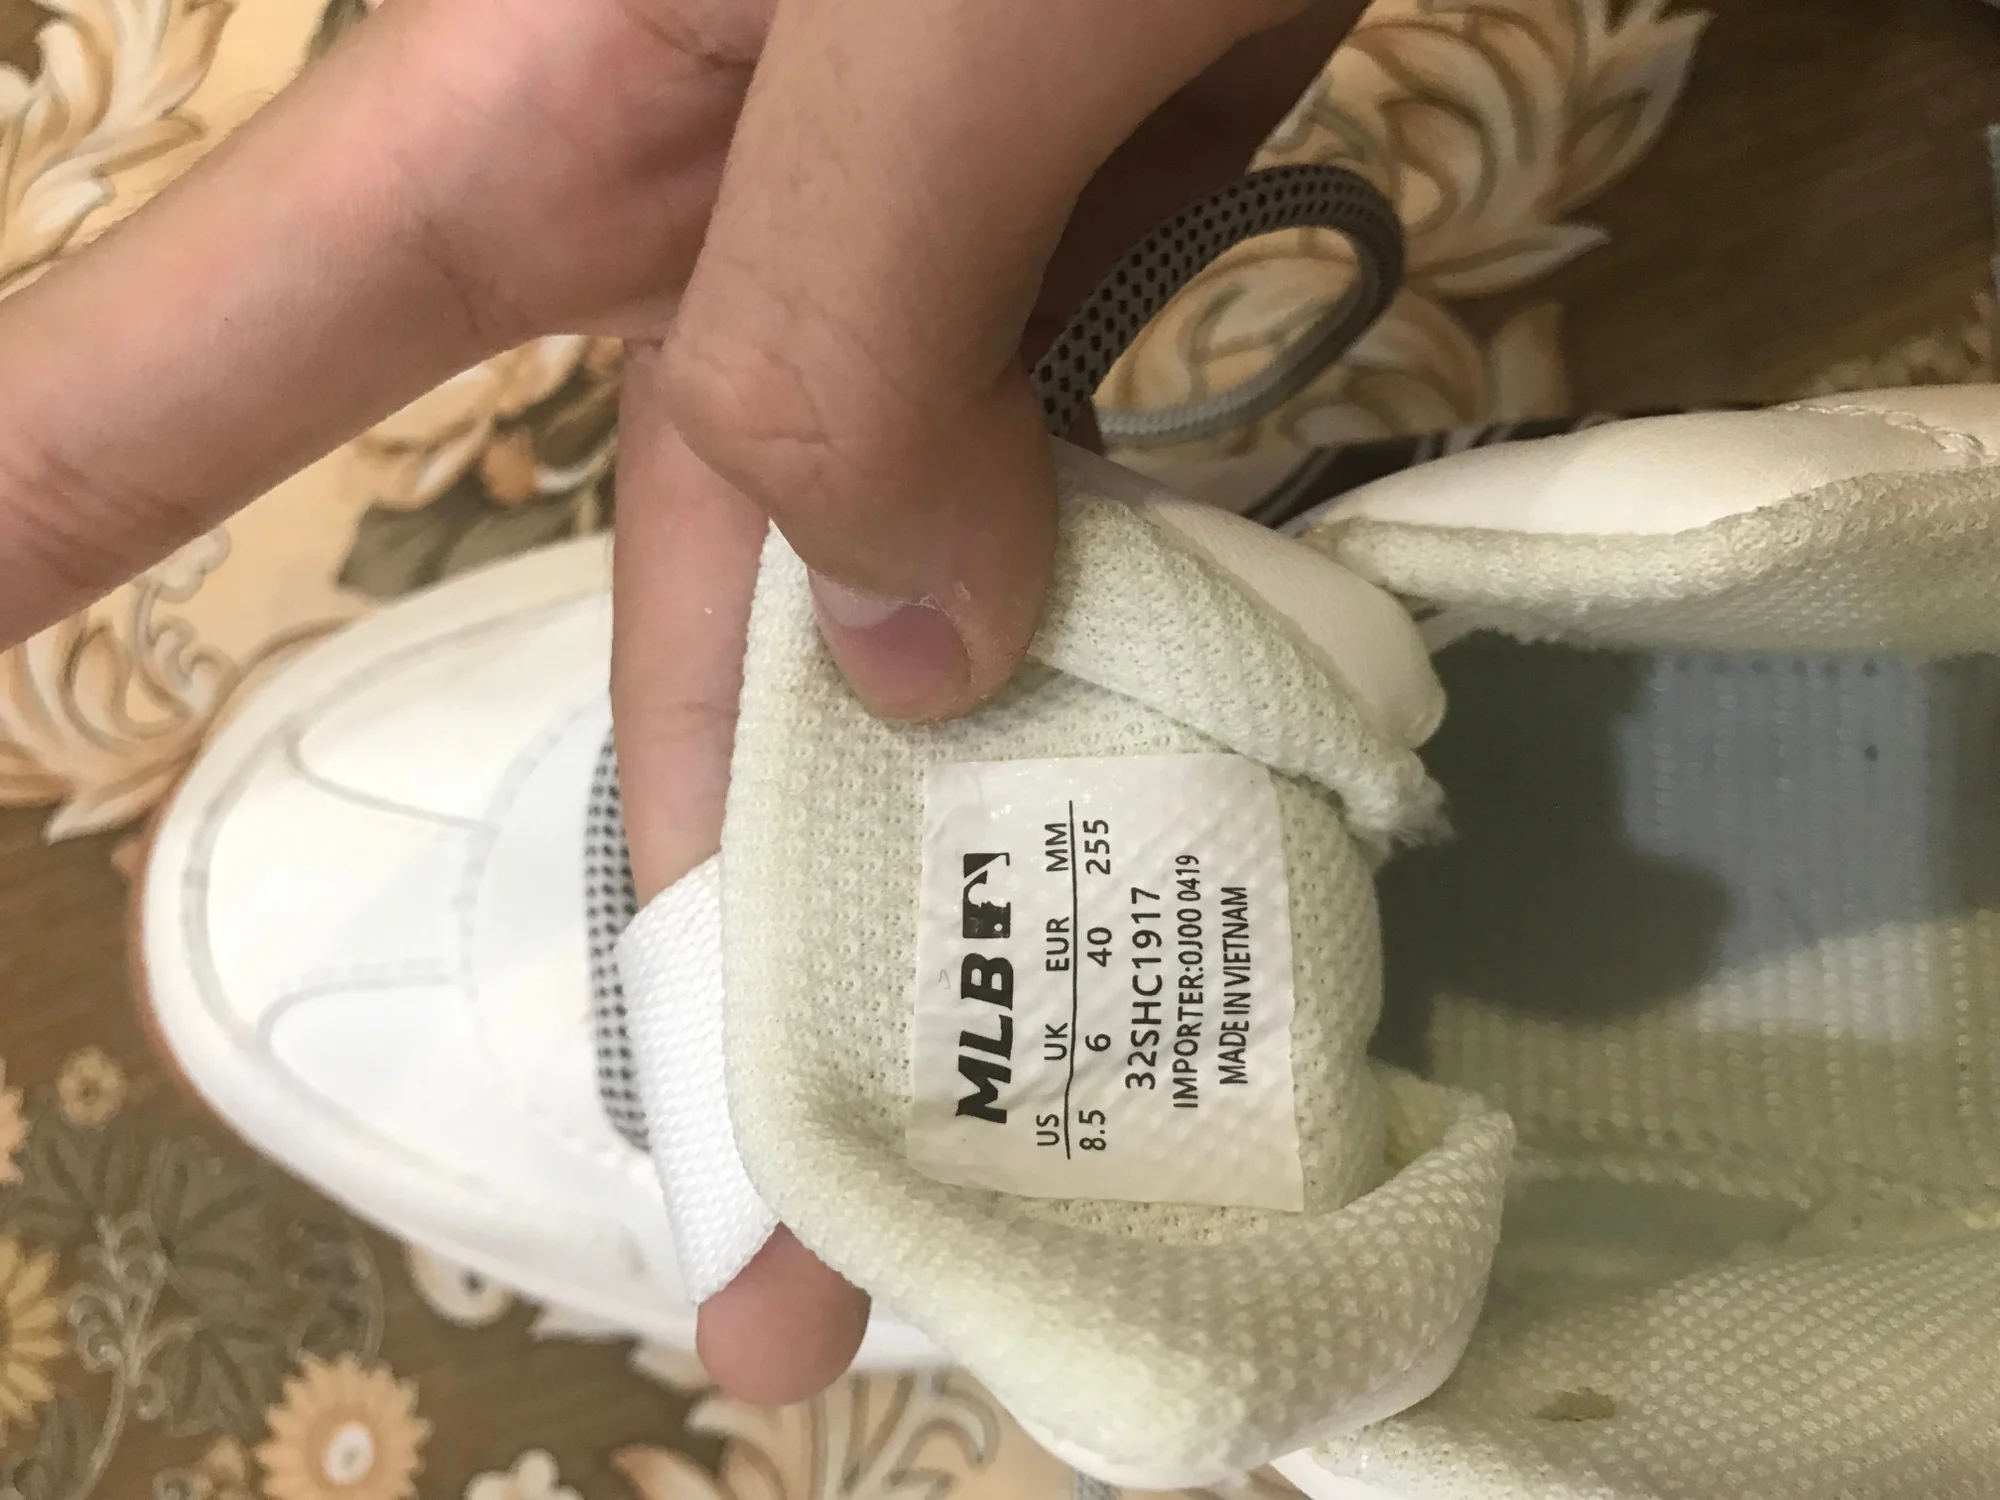 MLB
US UK EUR MM
8.5 6 40 255
32SHC1917
IMPORTER:0J00 0419
MADE IN VIETNAM